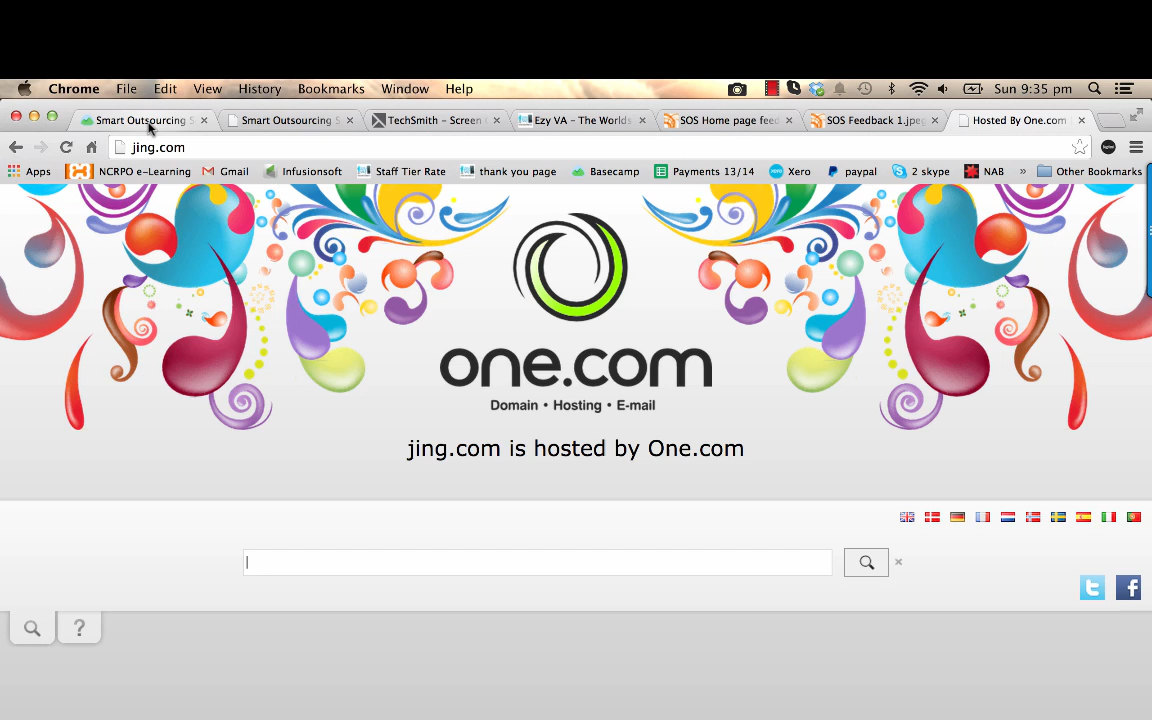 Chrome File Edit View History Bookmarks Window Help Sun 9:35 pm
Smart Outsourcing S Smart Outsourcing S TechSmith – Screen Ezy VA – The Worlds SOS Home page feed SOS Feedback 1.jpeg Hosted By One.com
jing.com
Apps NCRPO e-Learning Gmail Infusionsoft Staff Tier Rate thank you page Basecamp Payments 13/14 Xero paypal 2 skype NAB » Other Bookmarks
one.com
Domain • Hosting • E-mail
jing.com is hosted by One.com